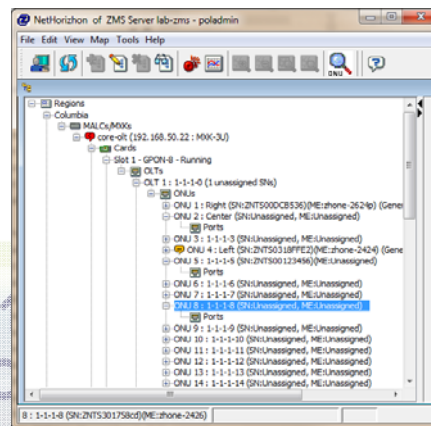 NetHorizhon of ZMS Server lab-zms - poladmin
File Edit View Map Tools Help
ONU
Regions
Columbia
MALCs/MXKs
core-olt (192.168.50.22 : MXK-3U)
Cards
Slot 1 - GPON-8 - Running
OLTs
OLT 1 : 1-1-1-0 (1 unassigned SNs)
ONUs
ONU 1 : Right (SN:ZNTS00DCB536)(ME:zhone-2624p) (Gener
ONU 2 : Center (SN:Unassigned, ME:Unassigned)
Ports
ONU 3 : 1-1-1-3 (SN:Unassigned, ME:Unassigned)
ONU 4 : Left (SN:ZNTS0318FFE2)(ME:zhone-2424) (Gene
ONU 5 : 1-1-1-5 (SN:ZNTS00123456)(ME:Unassigned)
Ports
ONU 6 : 1-1-1-6 (SN:Unassigned, ME:Unassigned)
ONU 7 : 1-1-1-7 (SN:Unassigned, ME:Unassigned)
ONU 8 : 1-1-1-8 (SN:Unassigned, ME:Unassigned)
Ports
ONU 9 : 1-1-1-9 (SN:Unassigned, ME:Unassigned)
ONU 10 : 1-1-1-10 (SN:Unassigned, ME:Unassigned)
ONU 11 : 1-1-1-11 (SN:Unassigned, ME:Unassigned)
ONU 12 : 1-1-1-12 (SN:Unassigned, ME:Unassigned)
ONU 13 : 1-1-1-13 (SN:Unassigned, ME:Unassigned)
ONU 14 : 1-1-1-14 (SN:Unassigned, ME:Unassigned)
8 : 1-1-1-8 (SN:ZNTS301758cd)(ME:zhone-2426)